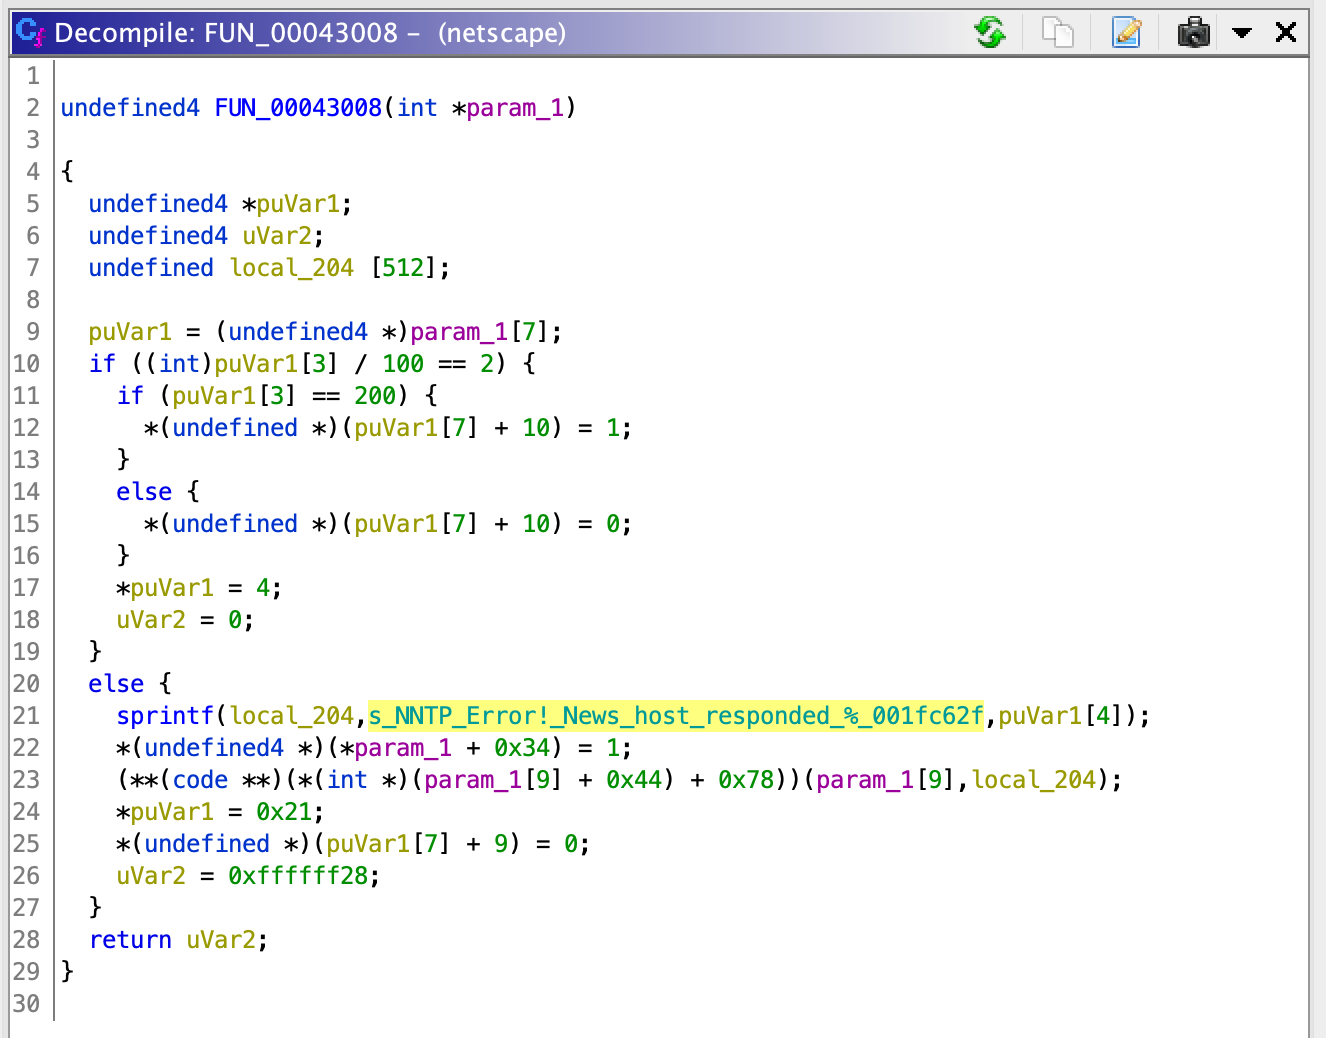 Decompile: FUN_00043008 – (netscape)
1
2 undefined4 FUN_00043008(int *param_1)
3
4 {
5   undefined4 *puVar1;
6   undefined4 uVar2;
7   undefined local_204 [512];
8
9   puVar1 = (undefined4 *)param_1[7];
10   if ((int)puVar1[3] / 100 == 2) {
11     if (puVar1[3] == 200) {
12       *(undefined *)(puVar1[7] + 10) = 1;
13     }
14     else {
15       *(undefined *)(puVar1[7] + 10) = 0;
16     }
17     *puVar1 = 4;
18     uVar2 = 0;
19   }
20   else {
21     sprintf(local_204,s_NNTP_Error!_News_host_responded_%_001fc62f,puVar1[4]);
22     *(undefined4 *)(*param_1 + 0x34) = 1;
23     (**(code **)(*(int *)(param_1[9] + 0x44) + 0x78))(param_1[9],local_204);
24     *puVar1 = 0x21;
25     *(undefined *)(puVar1[7] + 9) = 0;
26     uVar2 = 0xffffff28;
27   }
28   return uVar2;
29 }
30